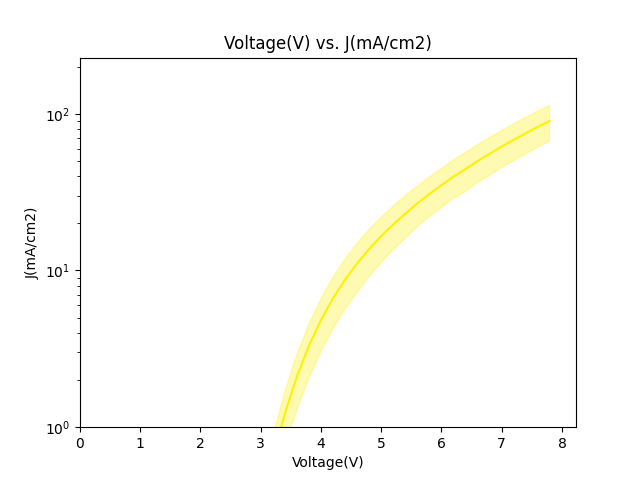 Voltage(V) vs. J(mA/cm2)
J(mA/cm2)
10²
10¹
10⁰
0 1 2 3 4 5 6 7 8
Voltage(V)